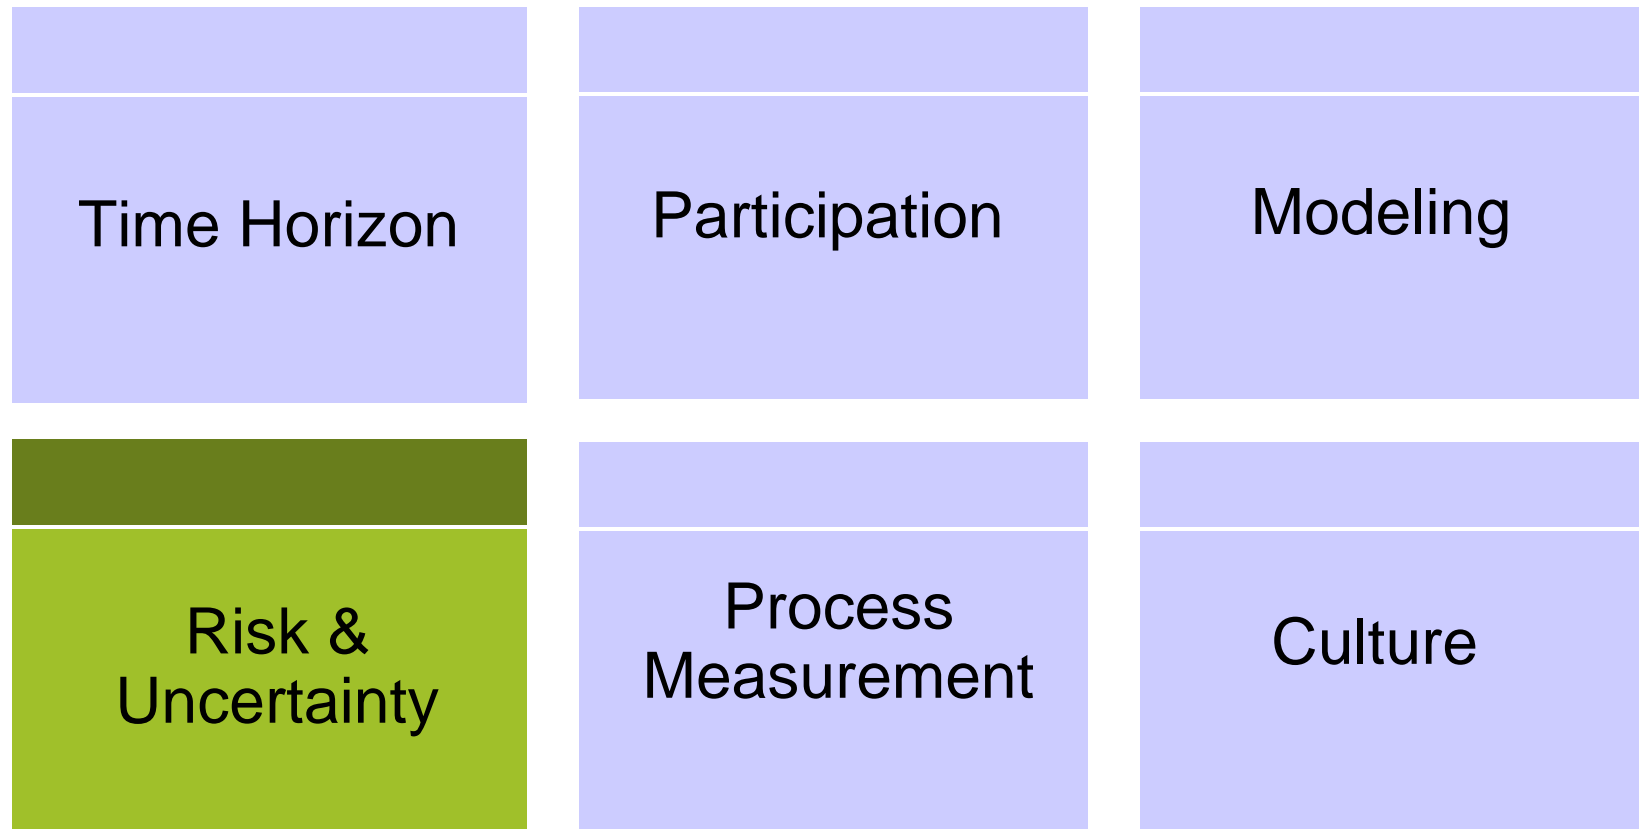 Time Horizon
Participation
Modeling
Risk &
Uncertainty
Process
Measurement
Culture